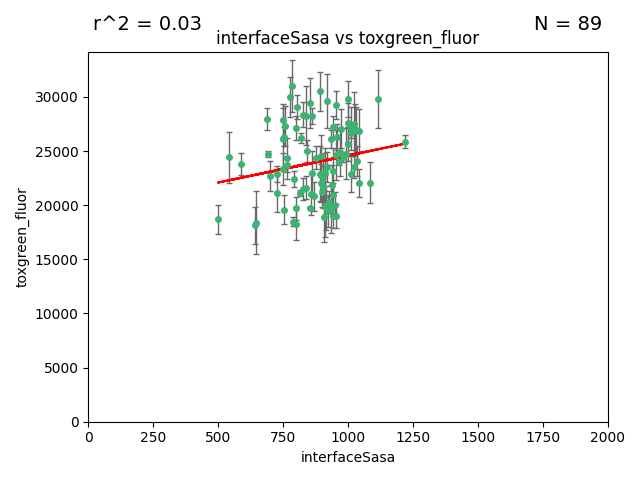 r^2 = 0.03
N = 89
interfaceSasa vs toxgreen_fluor
30000
25000
20000
15000
10000
5000
0
toxgreen_fluor
0 250 500 750 1000 1250 1500 1750 2000
interfaceSasa